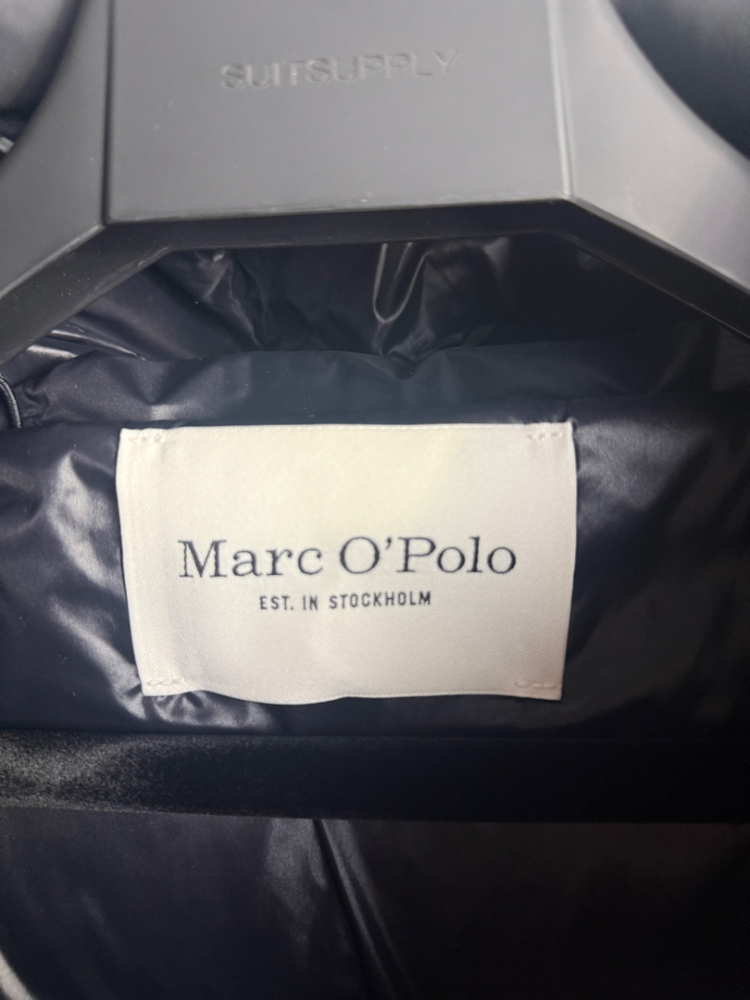 SUITSUPPLY
Marc O'Polo
EST. IN STOCKHOLM